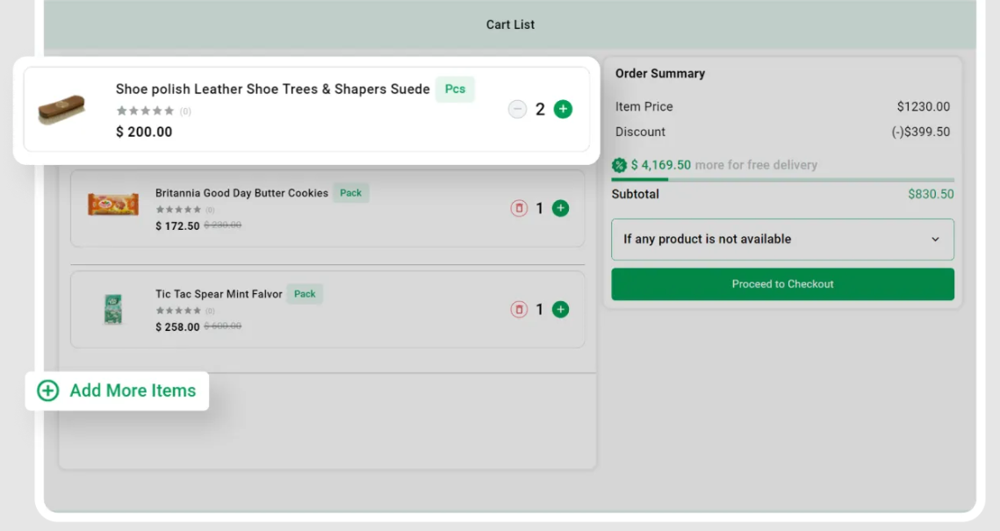 Cart List
Shoe polish Leather Shoe Trees & Shapers Suede Pcs
(0)
$ 200.00
2
Britannia Good Day Butter Cookies Pack
(0)
$ 172.50 $ 230.00
1
Tic Tac Spear Mint Falvor Pack
(0)
$ 258.00 $ 600.00
1
Add More Items
Order Summary
Item Price $1230.00
Discount (-)$399.50
$ 4,169.50 more for free delivery
Subtotal $830.50
If any product is not available
Proceed to Checkout